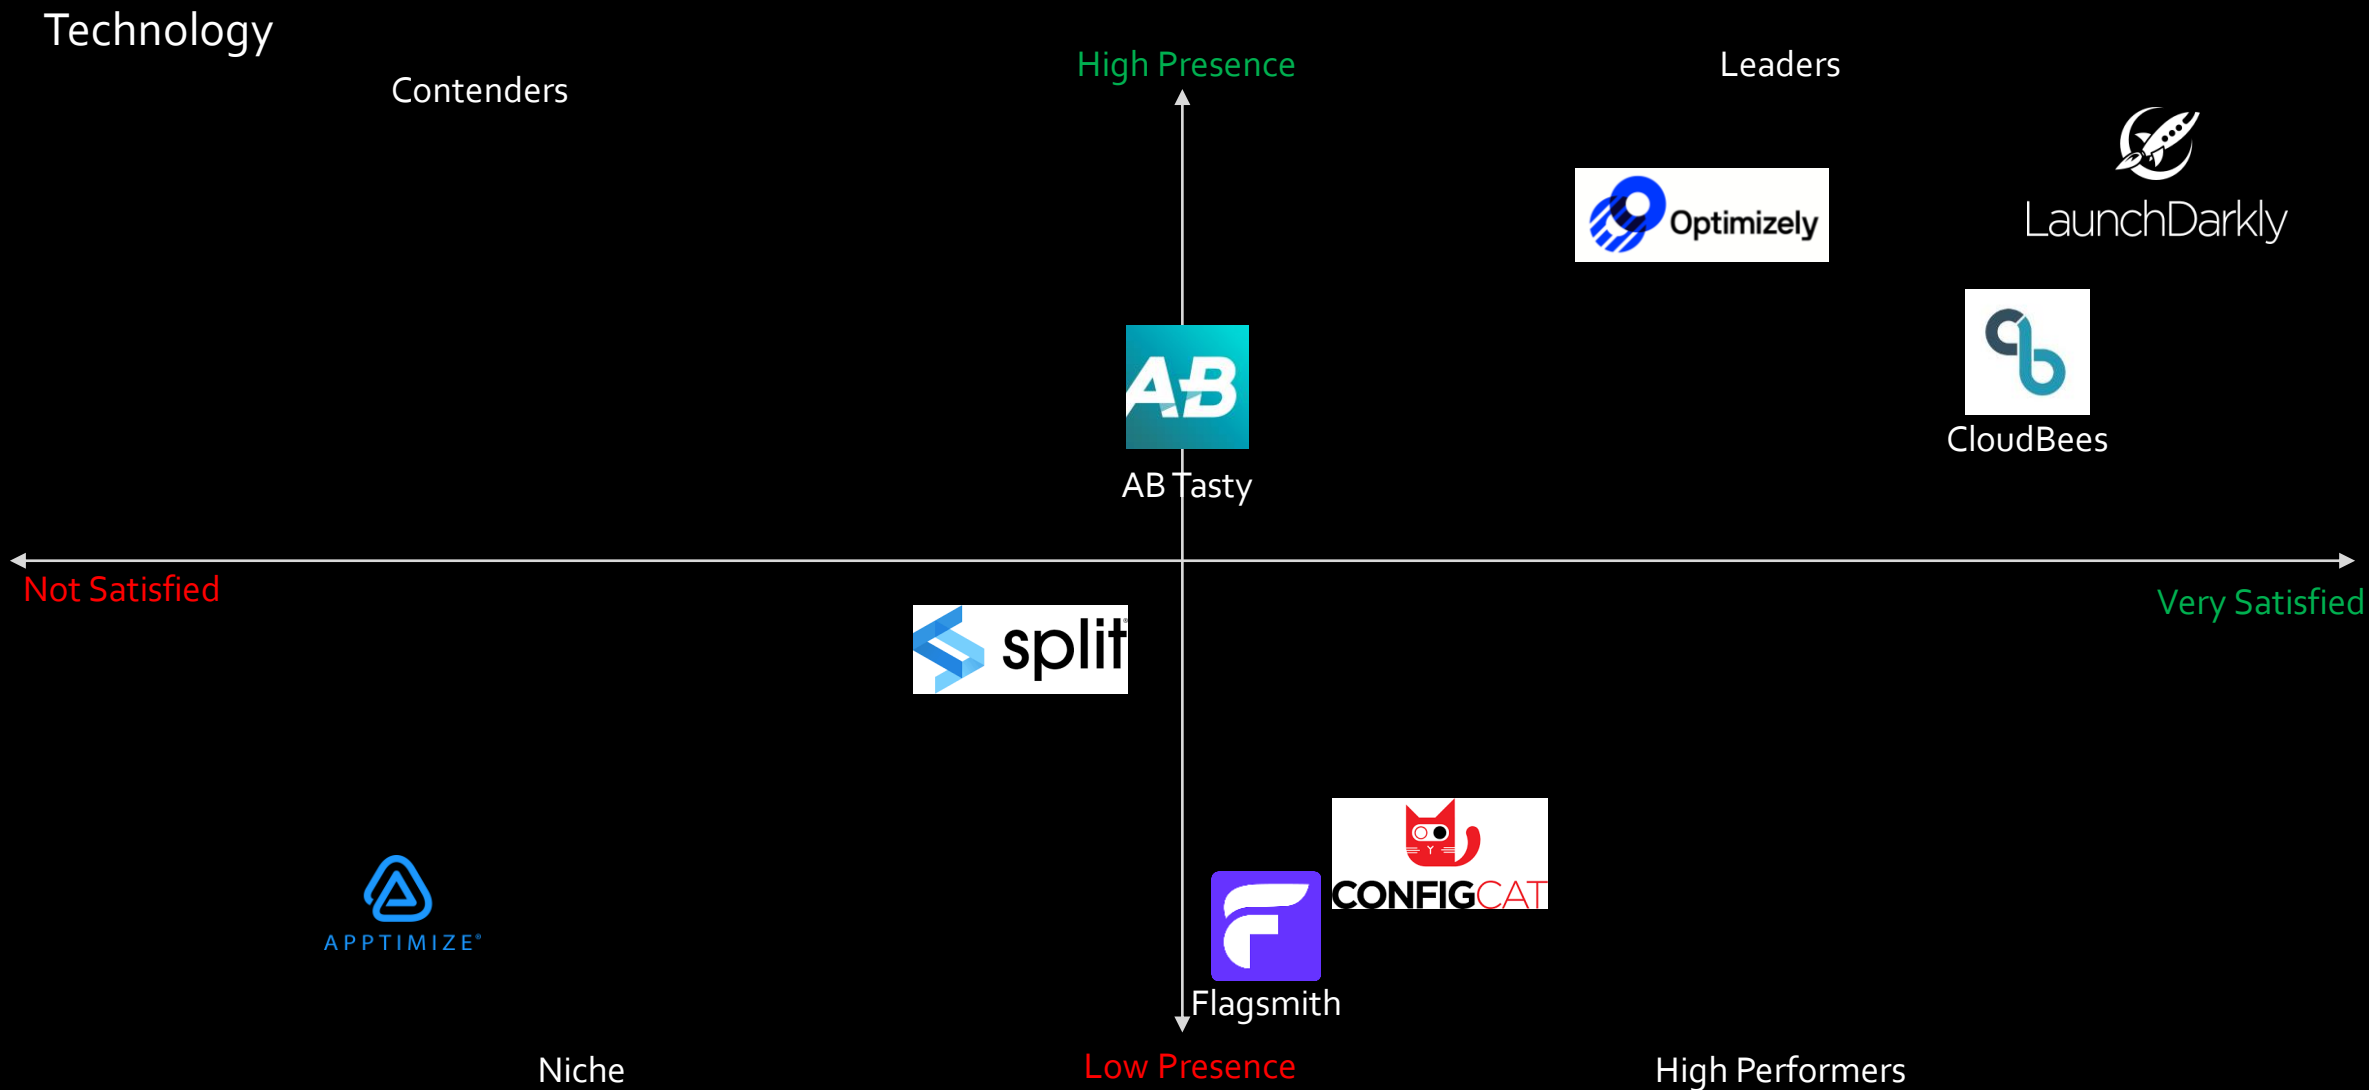 Technology
Contenders
High Presence
Leaders
Optimizely
LaunchDarkly
AB
AB Tasty
CloudBees
Not Satisfied
Very Satisfied
split
CONFIGCAT
APPTIMIZE®
Flagsmith
Niche
Low Presence
High Performers